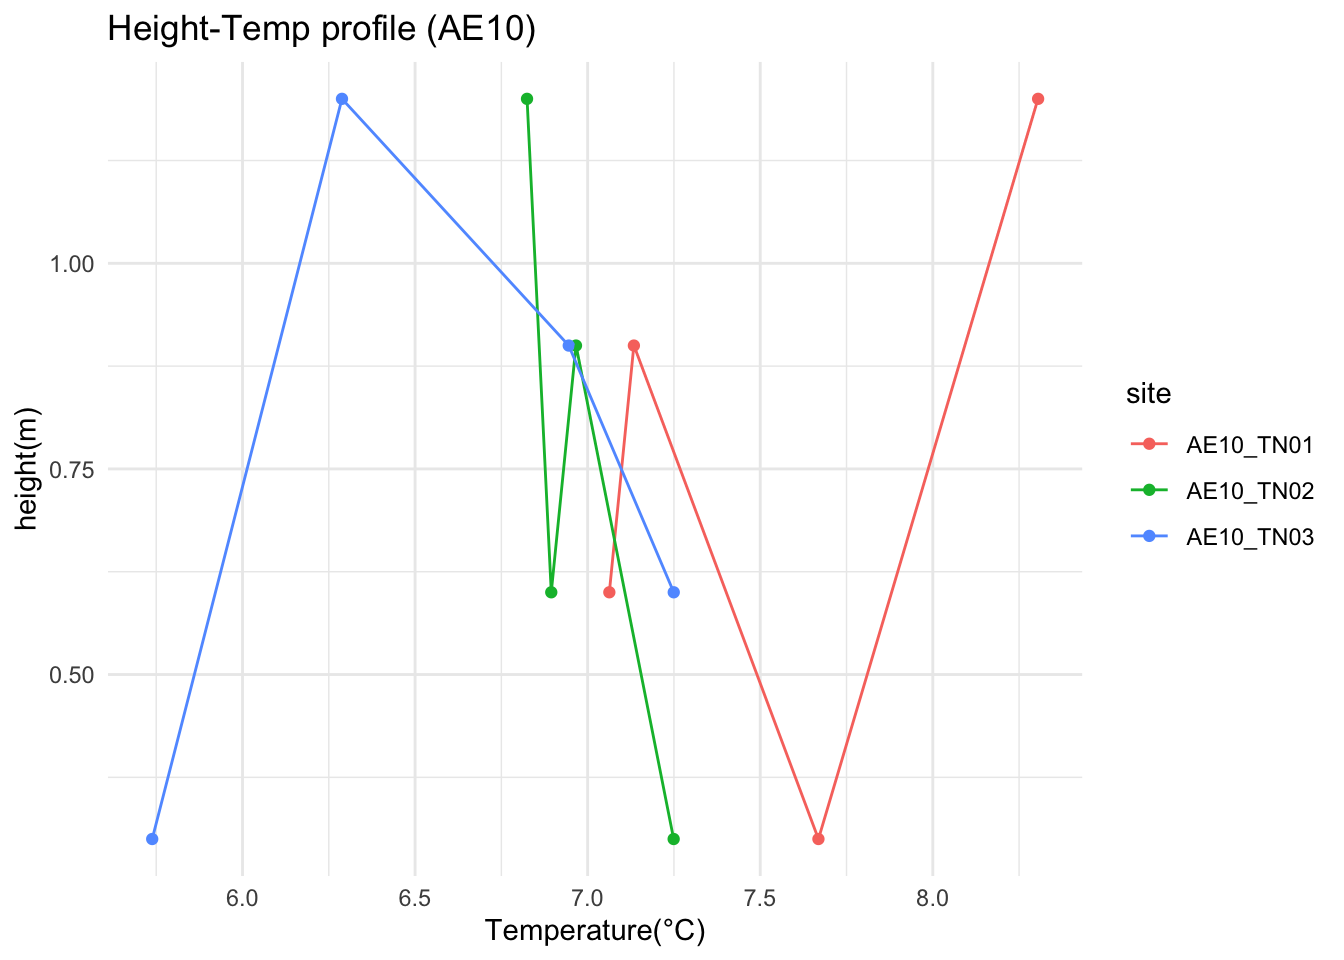 Height-Temp profile (AE10)
1.00
0.75
0.50
height(m)
6.0 6.5 7.0 7.5 8.0
Temperature(°C)
site
AE10_TN01
AE10_TN02
AE10_TN03